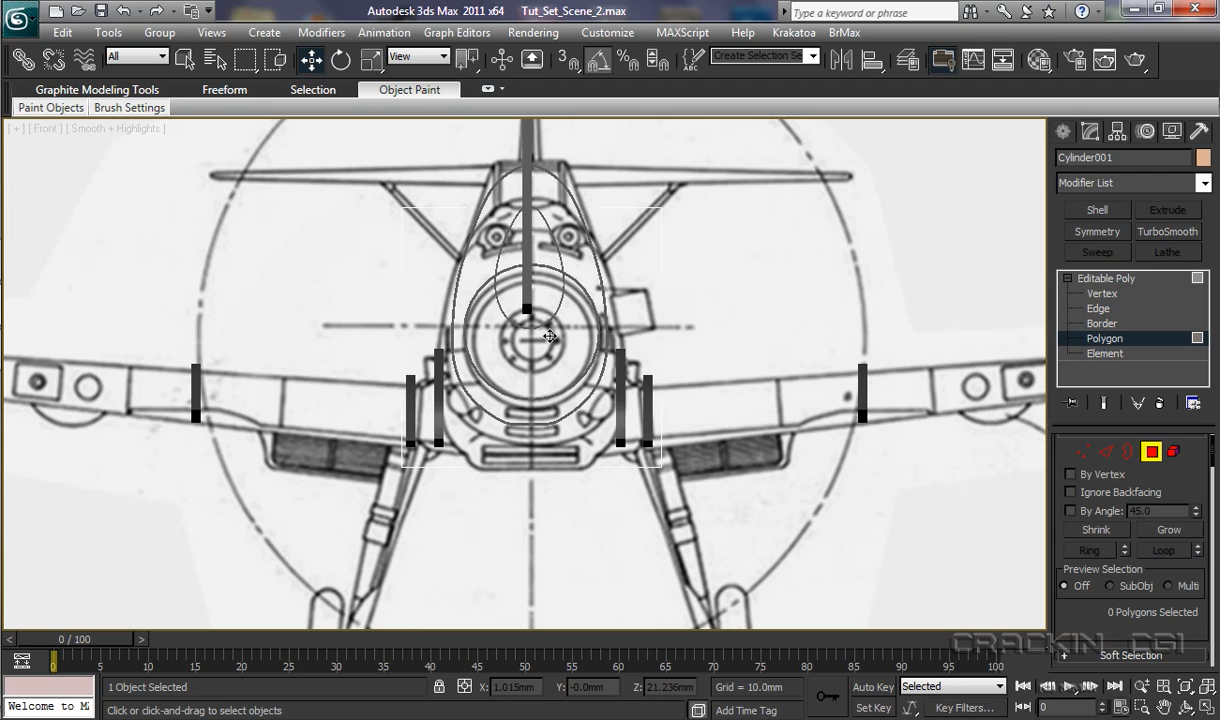 Autodesk 3ds Max 2011 x64 Tut_Set_Scene_2.max
Type a keyword or phrase
Edit Tools Group Views Create Modifiers Animation Graph Editors Rendering Customize MAXScript Help Krakatoa BrMax
All
View
3
Create Selection Se
Graphite Modeling Tools Freeform Selection Object Paint
Paint Objects Brush Settings
[ + ] [ Front ] [ Smooth + Highlights ]
Cylinder001
Modifier List
Shell Extrude
Symmetry TurboSmooth
Sweep Lathe
Editable Poly
Vertex
Edge
Border
Polygon
Element
By Vertex
Ignore Backfacing
By Angle: 45.0
Shrink Grow
Ring Loop
Preview Selection
Off SubObj Multi
0 Polygons Selected
CRACKIN CGI
Soft Selection
< 0 / 100 >
0 5 10 15 20 25 30 35 40 45 50 55 60 65 70 75 80 85 90 95 100
1 Object Selected X: 1.015mm Y: -0.0mm Z: 21.236mm Grid = 10.0mm Auto Key Selected
Welcome to MA Click or click-and-drag to select objects Add Time Tag Set Key Key Filters... 0